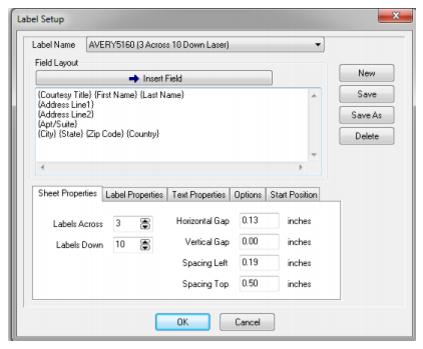 Label Setup
Label Name AVERY5160 (3 Across 10 Down Laser)
Field Layout
Insert Field
New
{Courtesy Title} {First Name} {Last Name}
Save
{Address Line1}
{Address Line2}
Save As
{Apt/Suite}
{City} {State} {Zip Code} {Country}
Delete
Sheet Properties Label Properties Text Properties Options Start Position
Labels Across 3 Horizontal Gap 0.13 inches
Labels Down 10 Vertical Gap 0.00 inches
Spacing Left 0.19 inches
Spacing Top 0.50 inches
OK Cancel